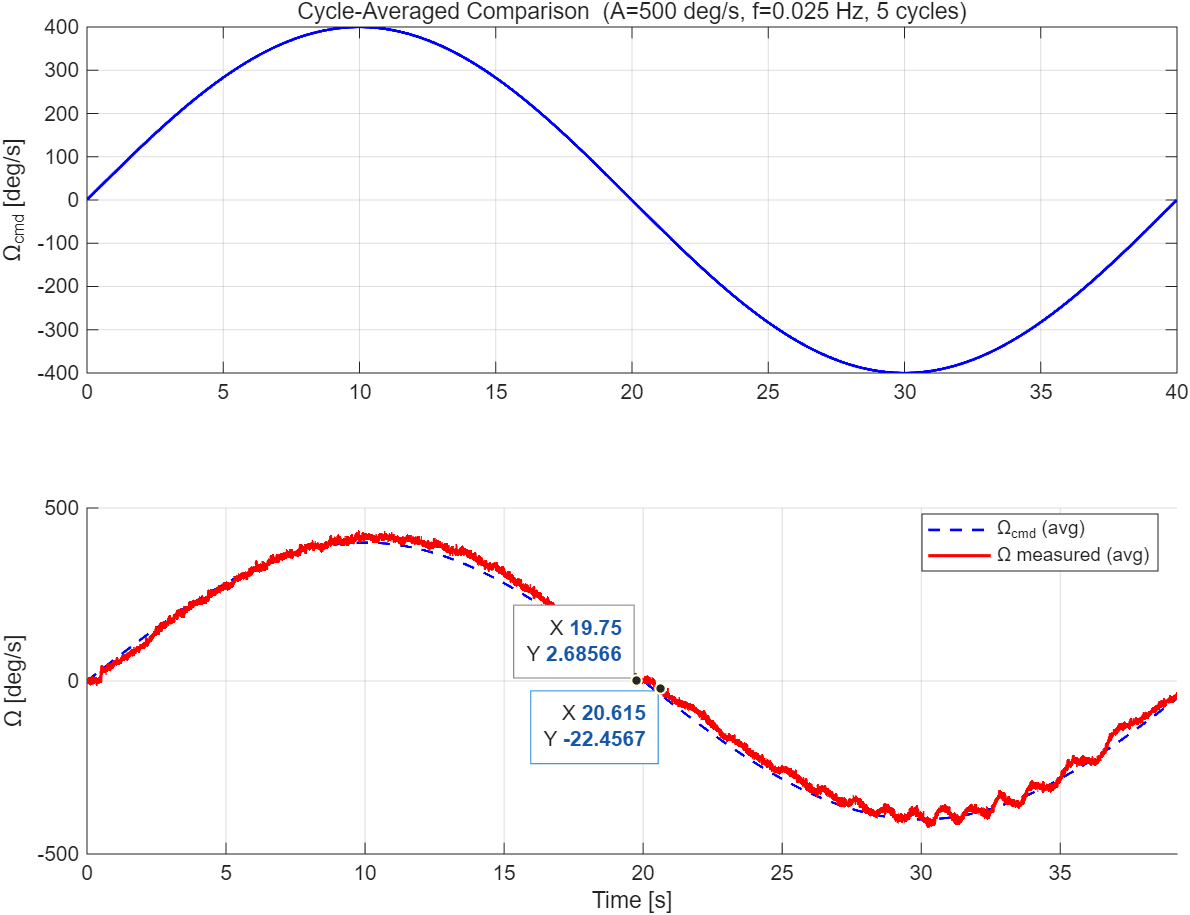 Cycle-Averaged Comparison (A=500 deg/s, f=0.025 Hz, 5 cycles)
400
300
200
100
0
-100
-200
-300
-400
Ω_cmd [deg/s]
0 5 10 15 20 25 30 35 40
500
0
-500
Ω [deg/s]
Ω_cmd (avg)
Ω measured (avg)
X 19.75
Y 2.68566
X 20.615
Y -22.4567
0 5 10 15 20 25 30 35
Time [s]